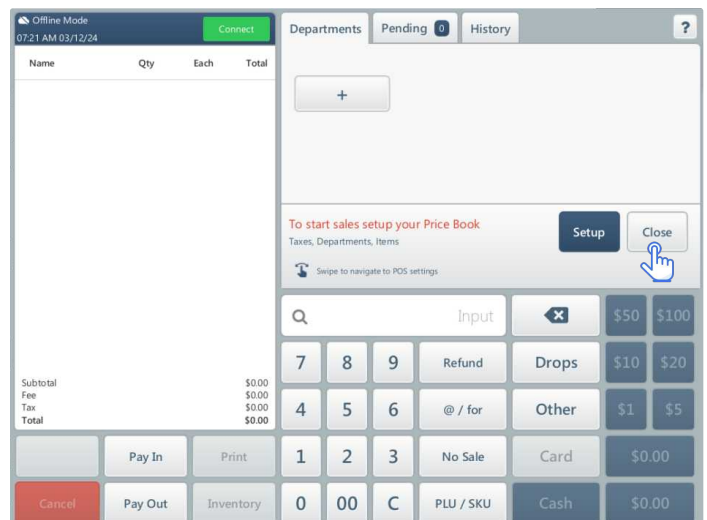 Offline Mode
07:21 AM 03/12/24
Connect
Name Qty Each Total
Subtotal $0.00
Fee $0.00
Tax $0.00
Total $0.00
Pay In Print
Cancel Pay Out Inventory
Departments Pending 0 History ?
+
To start sales setup your Price Book
Taxes, Departments, Items
Setup Close
Swipe to navigate to POS settings
Input $50 $100
7 8 9 Refund Drops $10 $20
4 5 6 @ / for Other $1 $5
1 2 3 No Sale Card $0.00
0 00 C PLU / SKU Cash $0.00